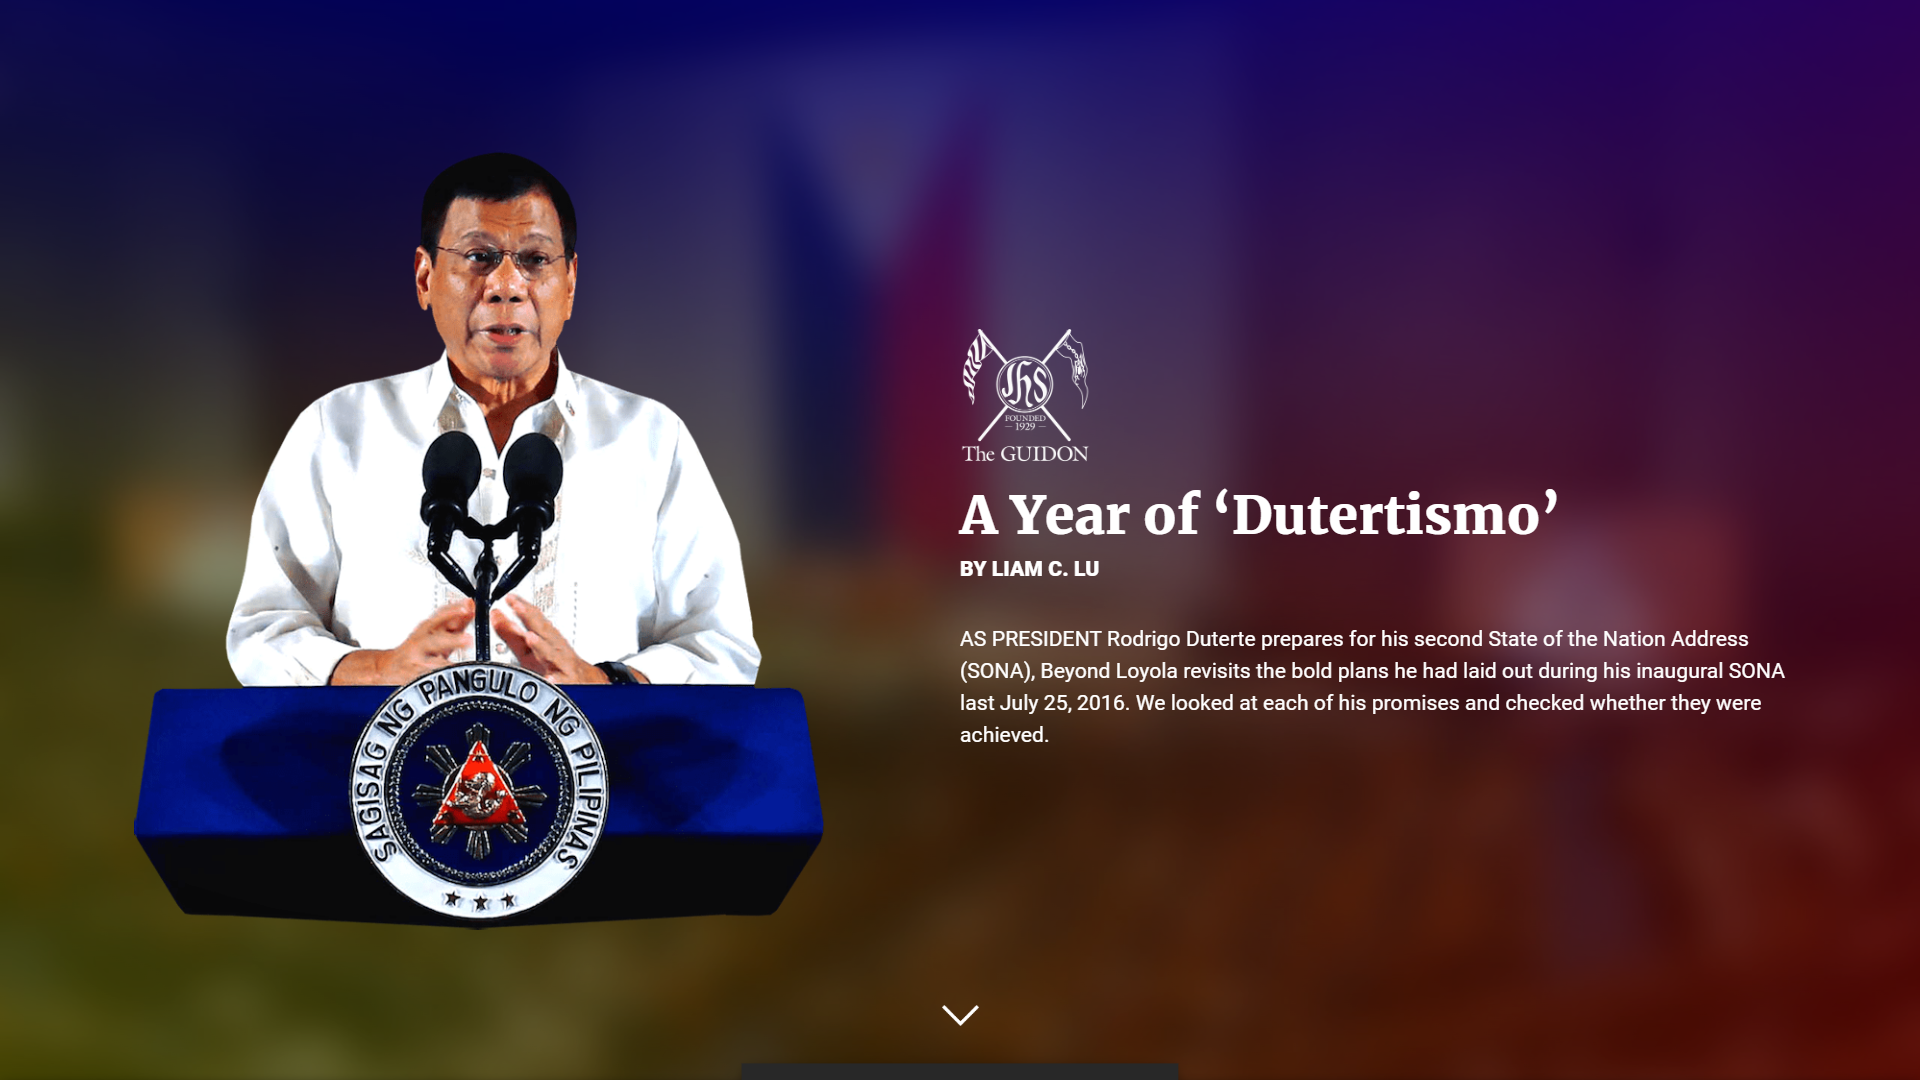 Jhs
FOUNDED
– 1929 –
The GUIDON
A Year of ‘Dutertismo’
BY LIAM C. LU
AS PRESIDENT Rodrigo Duterte prepares for his second State of the Nation Address
(SONA), Beyond Loyola revisits the bold plans he had laid out during his inaugural SONA
last July 25, 2016. We looked at each of his promises and checked whether they were
achieved.
SAGISAG NG PANGULO NG PILIPINAS